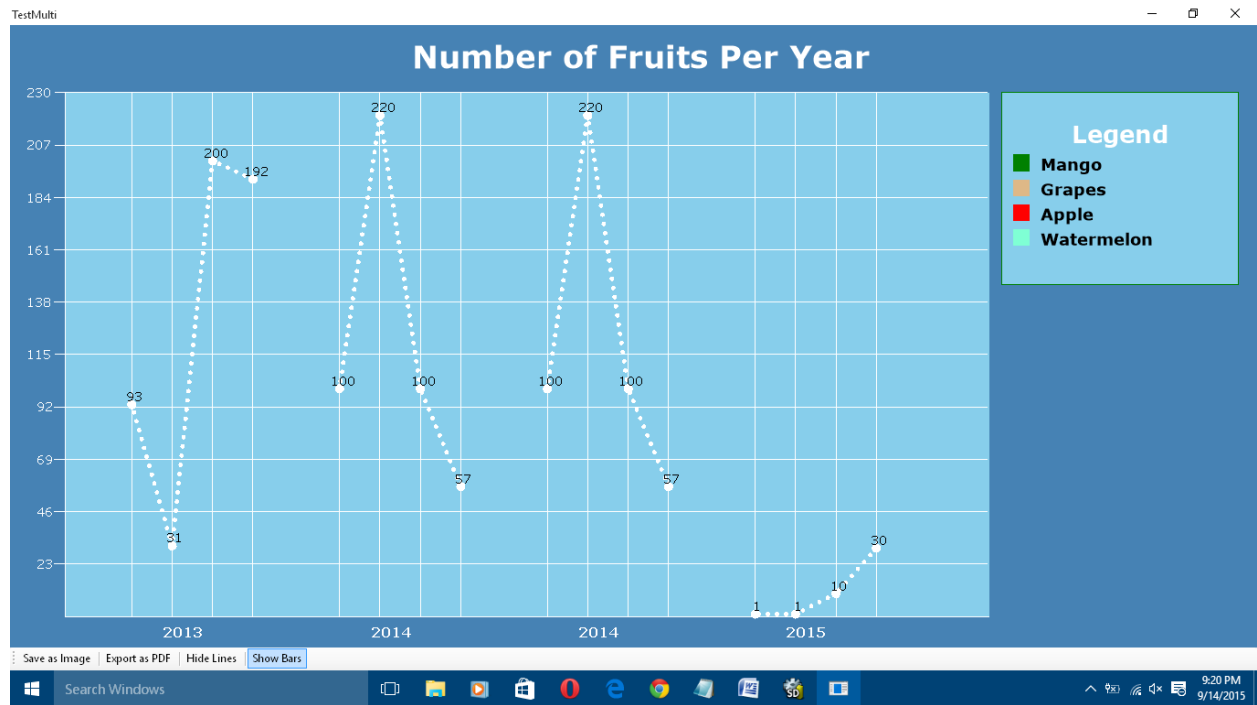 TestMulti
Number of Fruits Per Year
230
207
184
161
138
115
92
69
46
23
93
31
200
192
100
220
100
57
100
220
100
57
1
1
10
30
2013 2014 2014 2015
Legend
Mango
Grapes
Apple
Watermelon
Save as Image Export as PDF Hide Lines Show Bars
Search Windows
SD
9:20 PM
9/14/2015